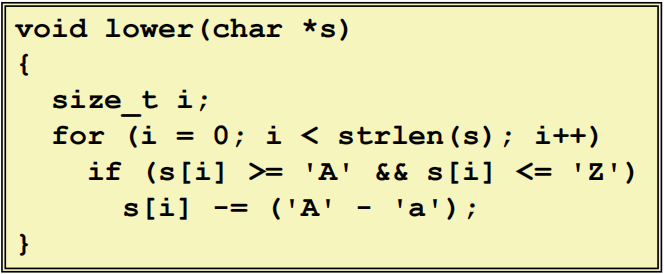 void lower(char *s)
{
  size_t i;
  for (i = 0; i < strlen(s); i++)
    if (s[i] >= 'A' && s[i] <= 'Z')
      s[i] -= ('A' - 'a');
}